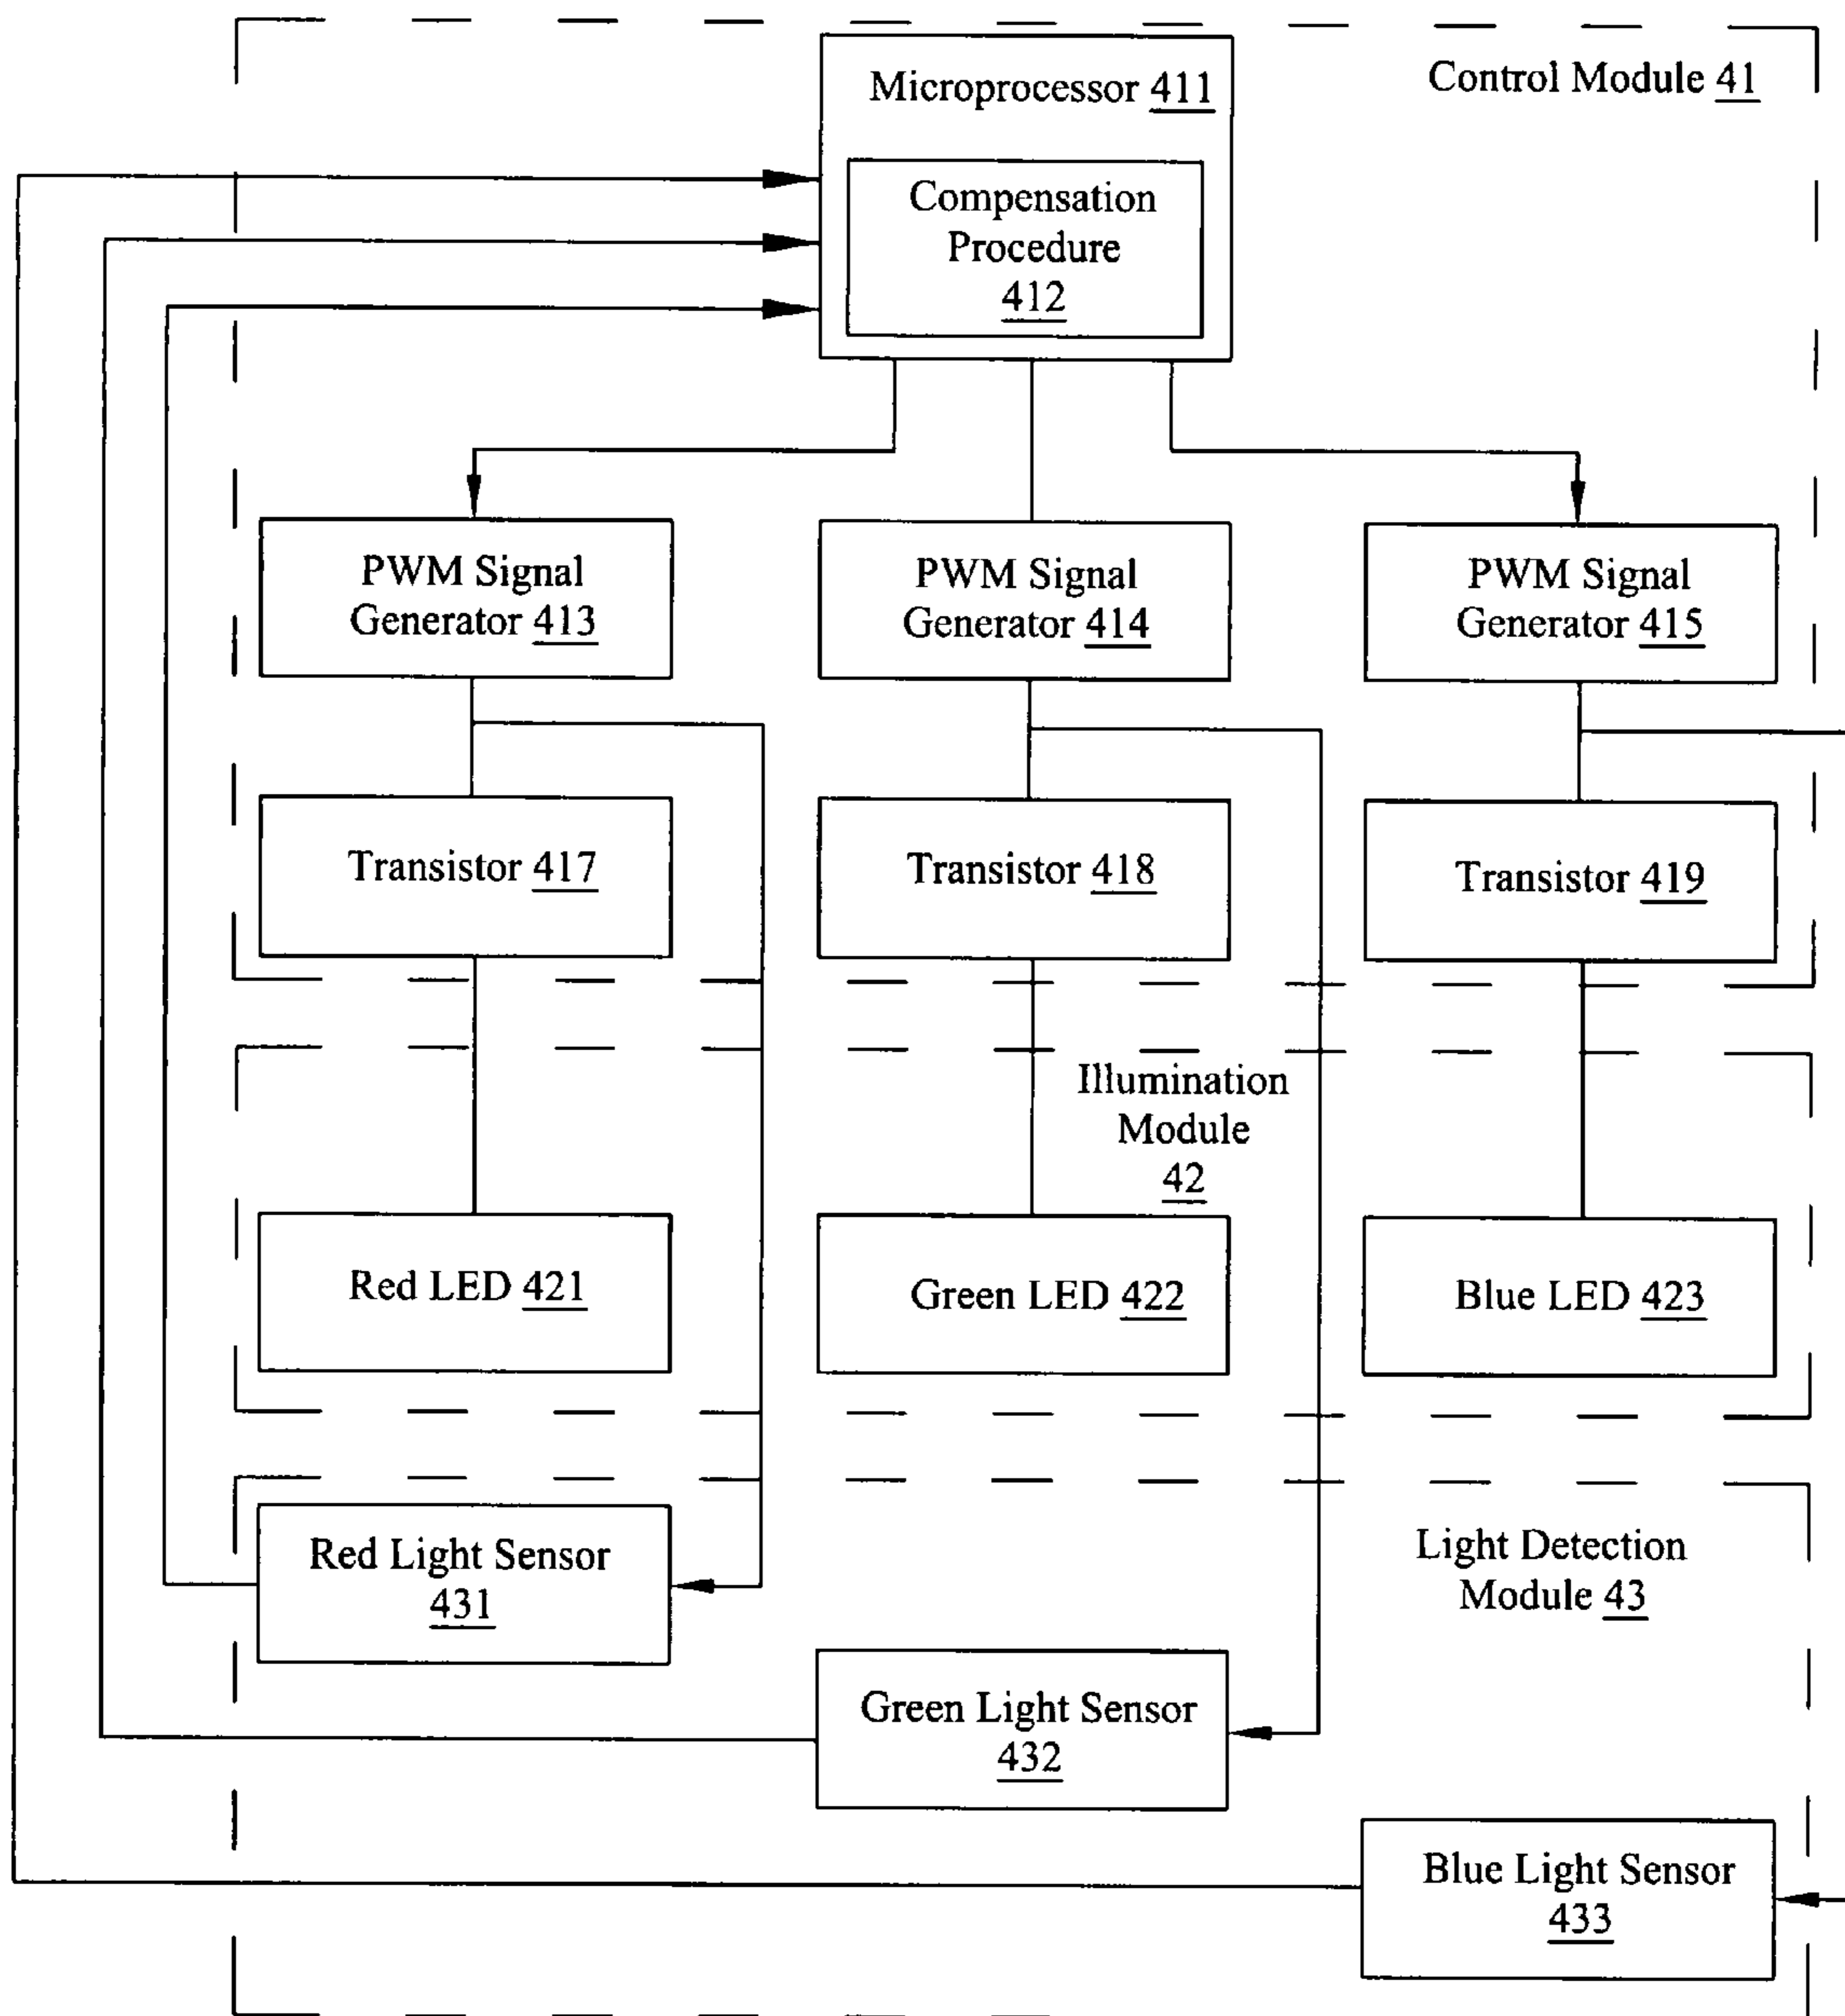 Control Module 41
Microprocessor 411
Compensation
Procedure
412
PWM Signal
Generator 413
PWM Signal
Generator 414
PWM Signal
Generator 415
Transistor 417
Transistor 418
Transistor 419
Illumination
Module
42
Red LED 421
Green LED 422
Blue LED 423
Light Detection
Module 43
Red Light Sensor
431
Green Light Sensor
432
Blue Light Sensor
433